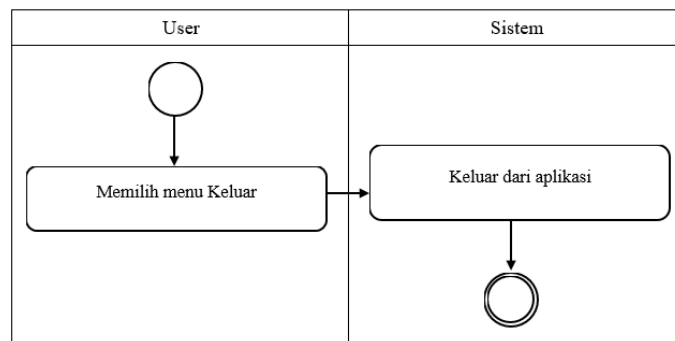 User
Sistem
Memilih menu Keluar
Keluar dari aplikasi